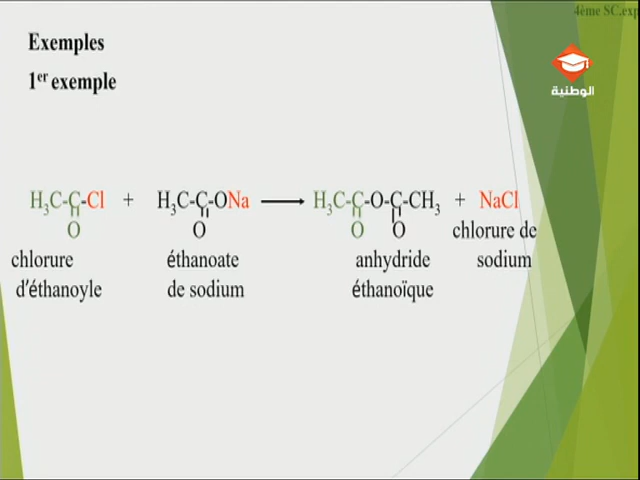 4ème SC.exp
Exemples
1er exemple
الوطنية
H3C-C-Cl + H3C-C-ONa ⟶ H3C-C-O-C-CH3 + NaCl
O O O O chlorure de
chlorure éthanoate anhydride sodium
d'éthanoyle de sodium éthanoïque